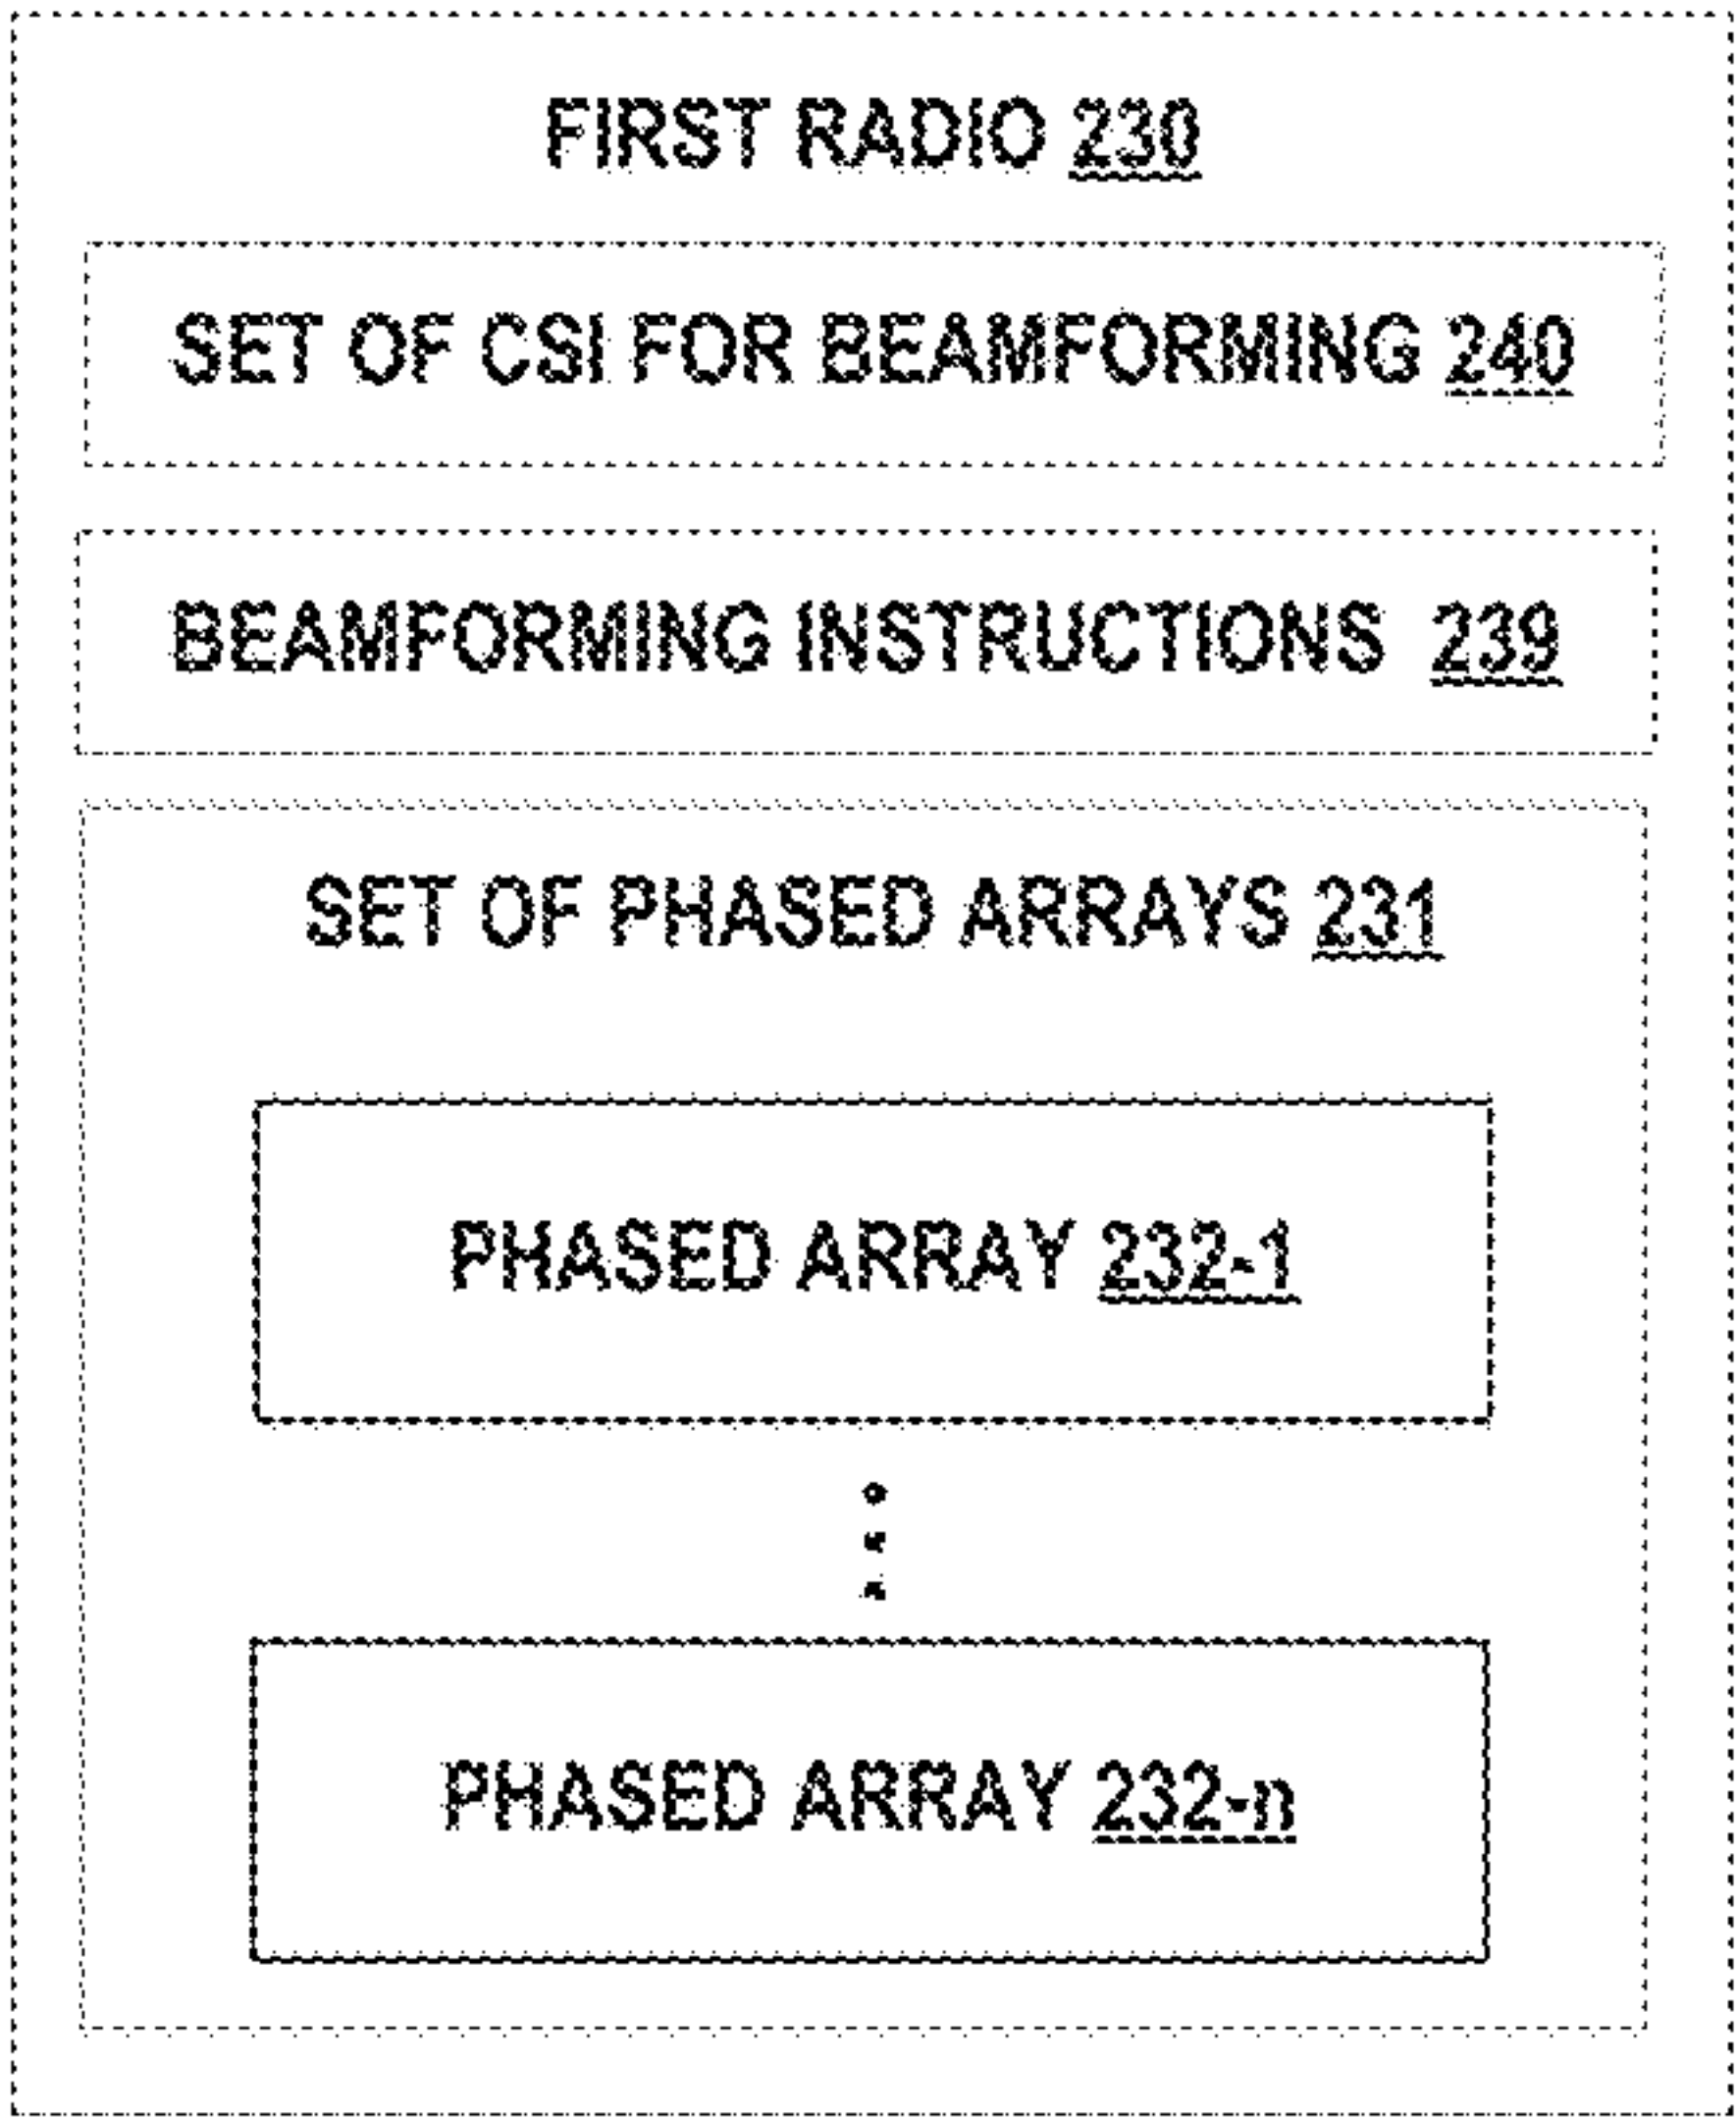 FIRST RADIO 230
SET OF CSI FOR BEAMFORMING 240
BEAMFORMING INSTRUCTIONS 239
SET OF PHASED ARRAYS 231
PHASED ARRAY 232-1
PHASED ARRAY 232-n